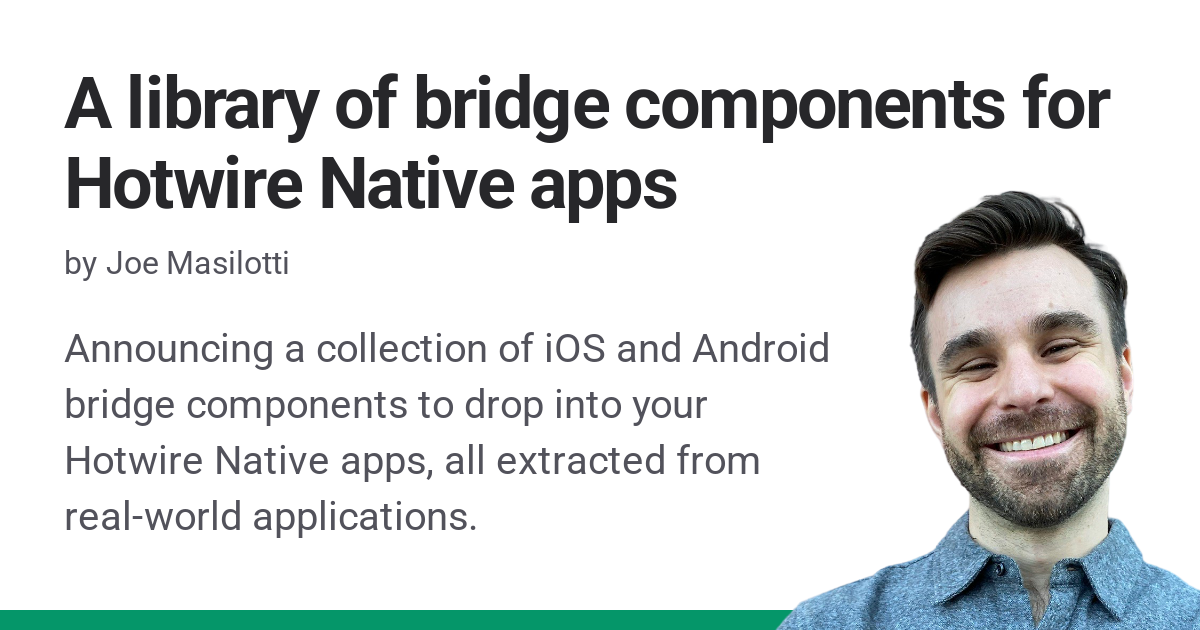 A library of bridge components for
Hotwire Native apps
by Joe Masilotti
Announcing a collection of iOS and Android
bridge components to drop into your
Hotwire Native apps, all extracted from
real-world applications.